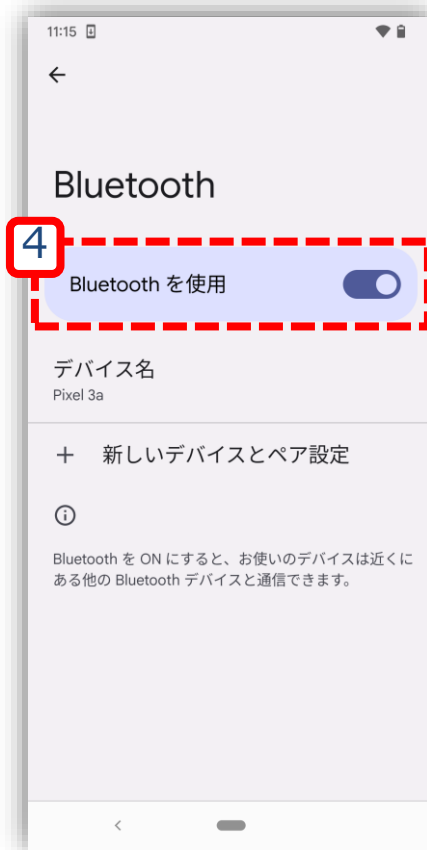 11:15
Bluetooth
4
Bluetooth を使用
デバイス名
Pixel 3a
+ 新しいデバイスとペア設定
Bluetooth を ON にすると、お使いのデバイスは近くに
ある他の Bluetooth デバイスと通信できます。